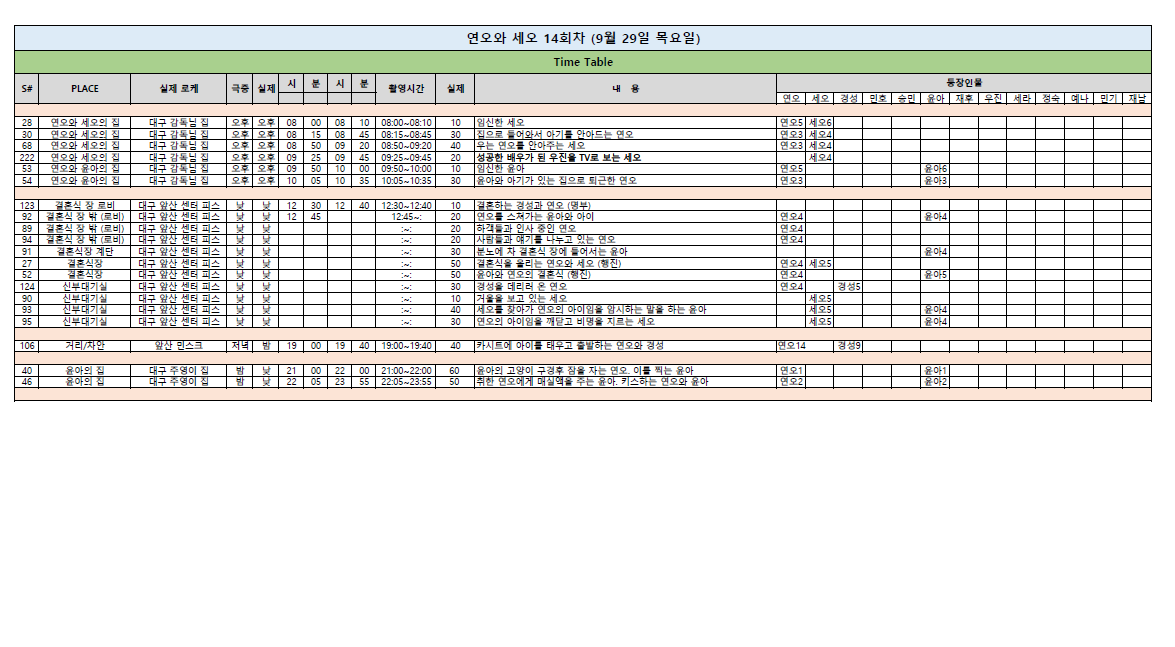 연오와 세오 14회차 (9월 29일 목요일)
Time Table
S# PLACE 실제 로케 극중 실제 시 분 시 분 촬영시간 실제 내 용 등장인물
연오 세오 경성 민호 승민 윤아 재후 우진 세라 정숙 예나 민기 재남
28 연오와 세오의 집 대구 감독님 집 오후 오후 08 00 08 10 08:00~08:10 10 임신한 세오 연오5 세오6
30 연오와 세오의 집 대구 감독님 집 오후 오후 08 15 08 45 08:15~08:45 30 집으로 들어와서 아기를 안아드는 연오 연오3 세오4
68 연오와 세오의 집 대구 감독님 집 오후 오후 08 50 09 20 08:50~09:20 40 우는 연오를 안아주는 세오 연오3 세오4
222 연오와 세오의 집 대구 감독님 집 오후 오후 09 25 09 45 09:25~09:45 20 성공한 배우가 된 우진을 TV로 보는 세오 세오4
53 연오와 윤아의 집 대구 감독님 집 오후 오후 09 50 10 00 09:50~10:00 10 임신한 윤아 연오5 윤아6
54 연오와 윤아의 집 대구 감독님 집 오후 오후 10 05 10 35 10:05~10:35 30 윤아와 아기가 있는 집으로 퇴근한 연오 연오3 윤아3
123 결혼식 장 로비 대구 앞산 센터 피스 낮 낮 12 30 12 40 12:30~12:40 10 결혼하는 경성과 연오 (명부)
92 결혼식 장 밖 (로비) 대구 앞산 센터 피스 낮 낮 12 45 12:45~: 20 연오를 스쳐가는 윤아와 아이 연오4 윤아4
89 결혼식 장 밖 (로비) 대구 앞산 센터 피스 낮 낮 :~: 20 하객들과 인사 중인 연오 연오4
94 결혼식 장 밖 (로비) 대구 앞산 센터 피스 낮 낮 :~: 20 사람들과 얘기를 나누고 있는 연오 연오4
91 결혼식장 계단 대구 앞산 센터 피스 낮 낮 :~: 30 분노에 차 결혼식 장에 들어서는 윤아 윤아4
27 결혼식장 대구 앞산 센터 피스 낮 낮 :~: 50 결혼식을 올리는 연오와 세오 (행진) 연오4 세오5
52 결혼식장 대구 앞산 센터 피스 낮 낮 :~: 50 윤아와 연오의 결혼식 (행진) 연오4 윤아5
124 신부대기실 대구 앞산 센터 피스 낮 낮 :~: 30 경성을 데리러 온 연오 연오4 경성5
90 신부대기실 대구 앞산 센터 피스 낮 낮 :~: 10 거울을 보고 있는 세오 세오5
93 신부대기실 대구 앞산 센터 피스 낮 낮 :~: 40 세오를 찾아가 연오의 아이임을 암시하는 말을 하는 윤아 세오5 윤아4
95 신부대기실 대구 앞산 센터 피스 낮 낮 :~: 30 연오의 아이임을 깨닫고 비명을 지르는 세오 세오5 윤아4
106 거리/차안 앞산 민스크 저녁 밤 19 00 19 40 19:00~19:40 40 카시트에 아이를 태우고 출발하는 연오와 경성 연오14 경성9
40 윤아의 집 대구 주영이 집 밤 낮 21 00 22 00 21:00~22:00 60 윤아의 고양이 구경후 잠을 자는 연오. 이를 찍는 윤아 연오1 윤아1
46 윤아의 집 대구 주영이 집 밤 낮 22 05 23 55 22:05~23:55 50 취한 연오에게 매실액을 주는 윤아. 키스하는 연오와 윤아 연오2 윤아2